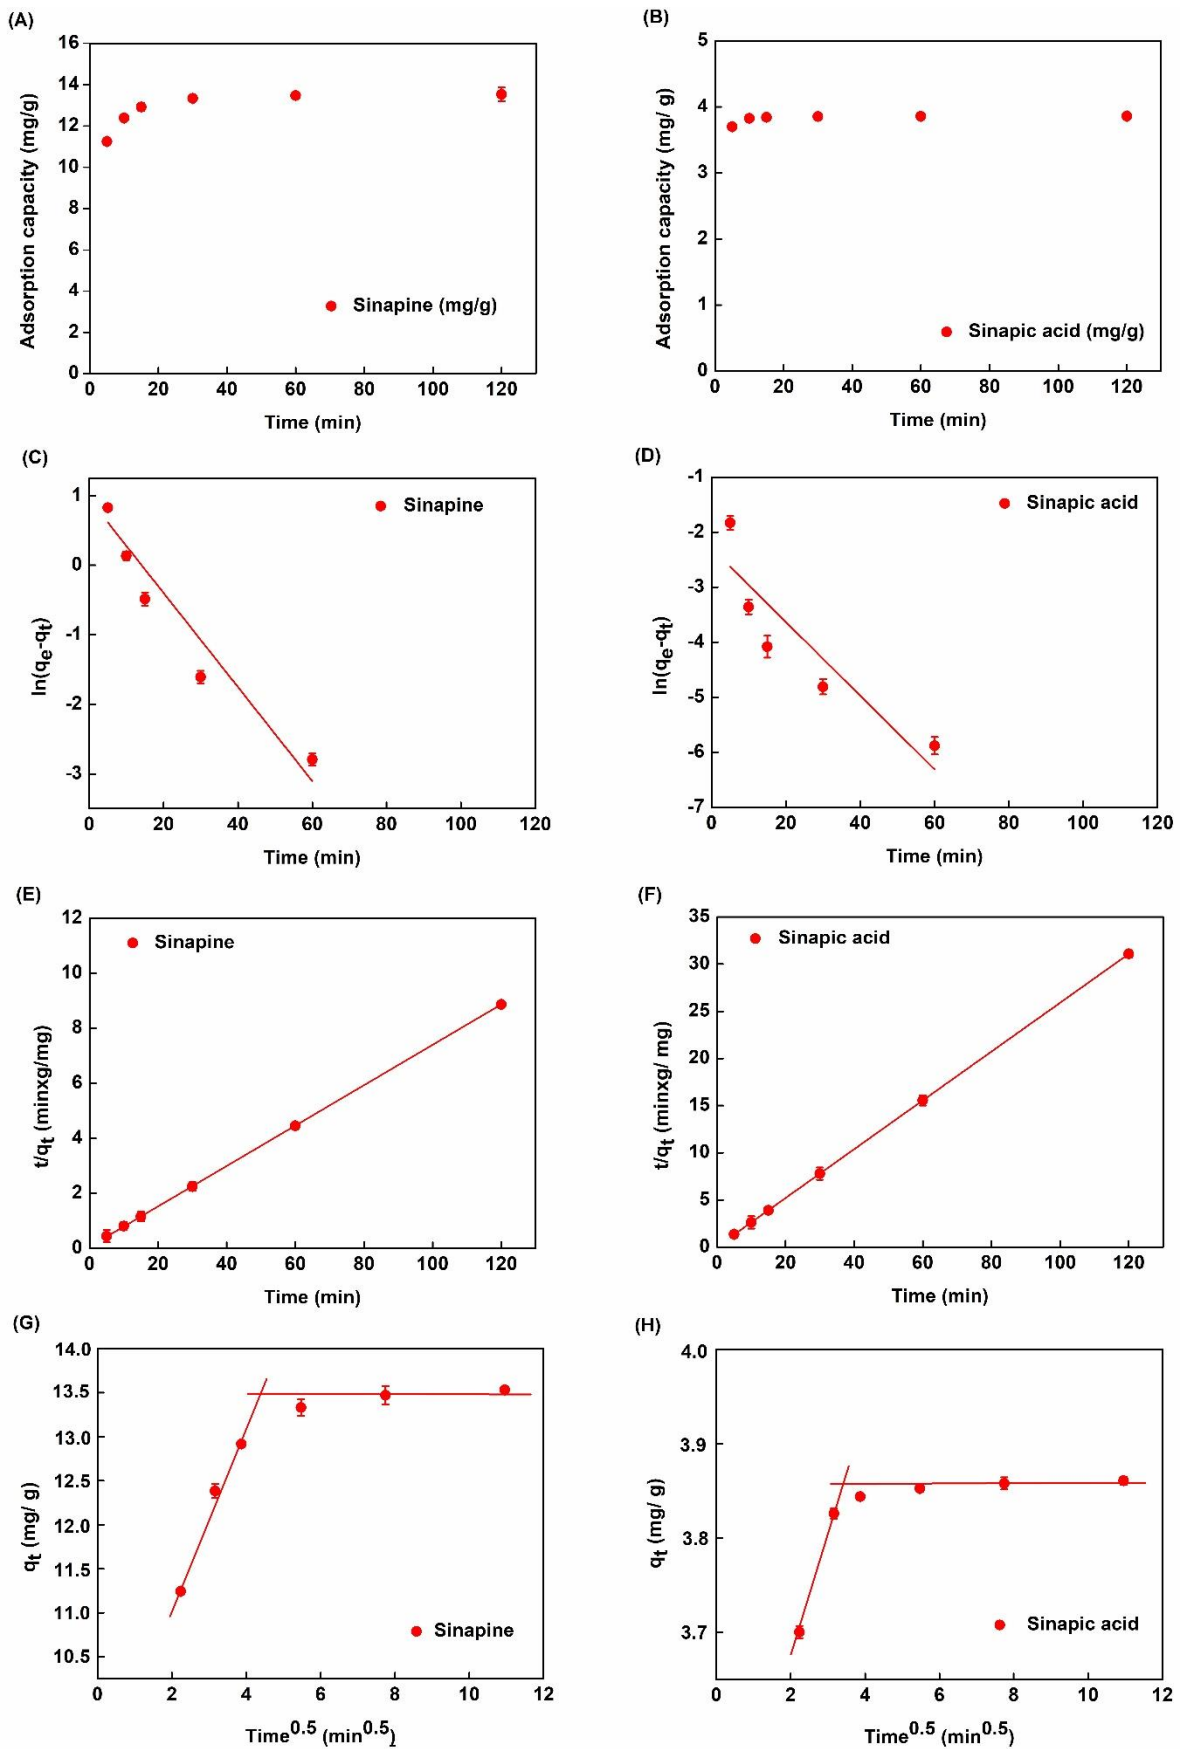 (A)
Adsorption capacity (mg/g)
16
14
12
10
8
6
4
2
0
Sinapine (mg/g)
0 20 40 60 80 100 120
Time (min)
(B)
Adsorption capacity (mg/ g)
5
4
3
2
1
0
Sinapic acid (mg/g)
0 20 40 60 80 100 120
Time (min)
(C)
ln(qe-qt)
1
0
-1
-2
-3
Sinapine
0 20 40 60 80 100 120
Time (min)
(D)
ln(qe-qt)
-1
-2
-3
-4
-5
-6
-7
Sinapic acid
0 20 40 60 80 100 120
Time (min)
(E)
t/qt (minxg/mg)
12
10
8
6
4
2
0
Sinapine
0 20 40 60 80 100 120
Time (min)
(F)
t/qt (minxg/ mg)
35
30
25
20
15
10
5
0
Sinapic acid
0 20 40 60 80 100 120
Time (min)
(G)
qt (mg/ g)
14.0
13.5
13.0
12.5
12.0
11.5
11.0
10.5
Sinapine
0 2 4 6 8 10 12
Time0.5 (min0.5)
(H)
qt (mg/ g)
4.0
3.9
3.8
3.7
Sinapic acid
0 2 4 6 8 10 12
Time0.5 (min0.5)